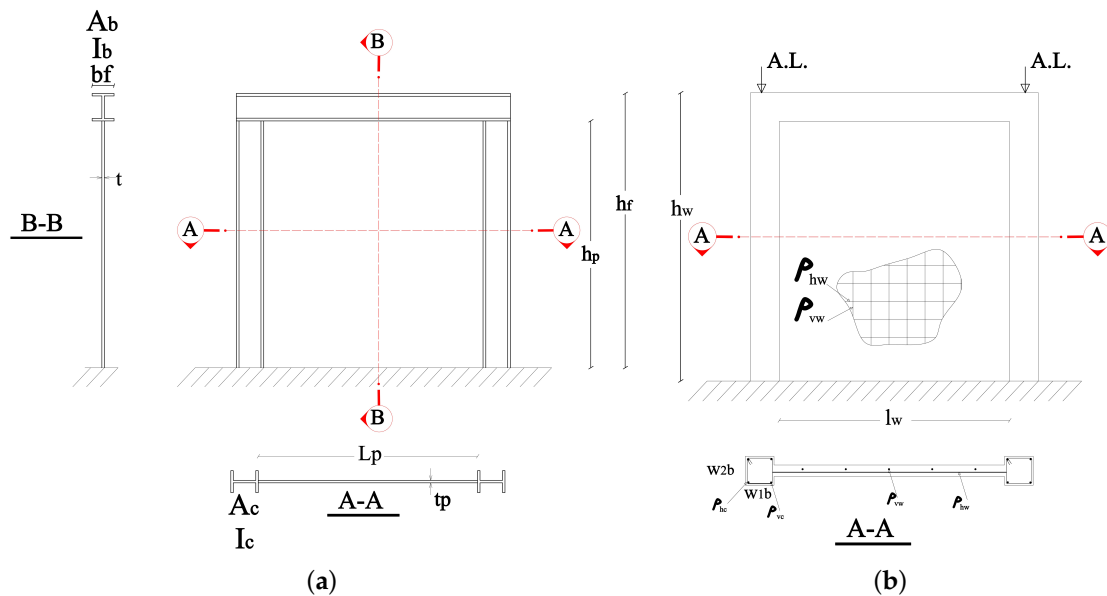 Ab
Ib
bf
t
B-B
B
A
A
B
hp
hf
Lp
tp
Ac
Ic
A-A
(a)
A.L.
A.L.
hw
A
A
ρhw
ρvw
lw
W2b
W1b
ρhc
ρvc
ρvw
ρhw
A-A
(b)